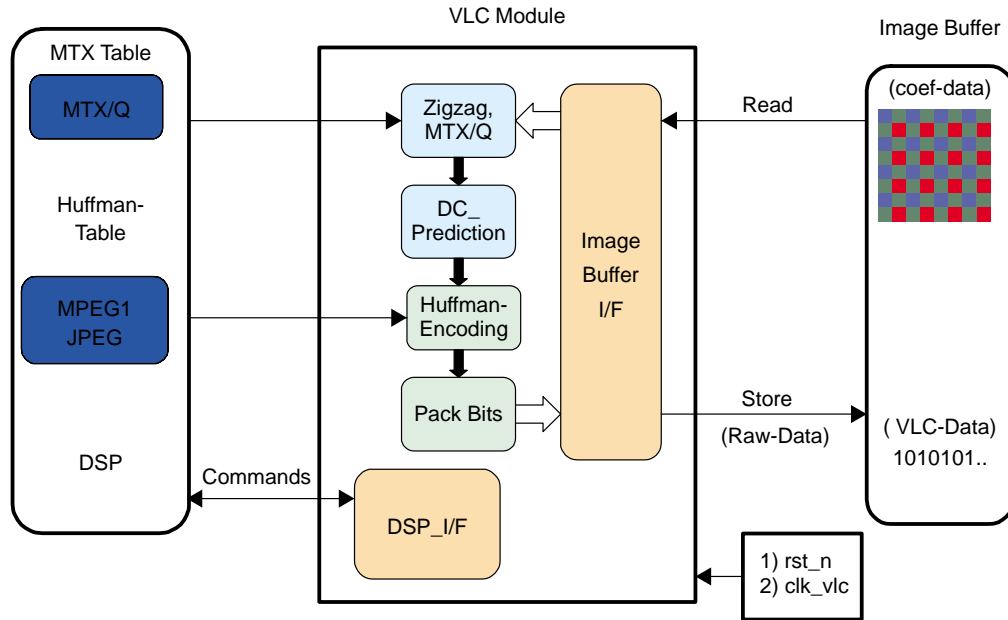 VLC Module
Image Buffer
MTX Table
MTX/Q
Huffman-
Table
MPEG1
JPEG
DSP
Commands
Zigzag,
MTX/Q
DC_
Prediction
Huffman-
Encoding
Pack Bits
DSP_I/F
Image
Buffer
I/F
Read
Store
(Raw-Data)
(coef-data)
( VLC-Data)
1010101..
1) rst_n
2) clk_vlc